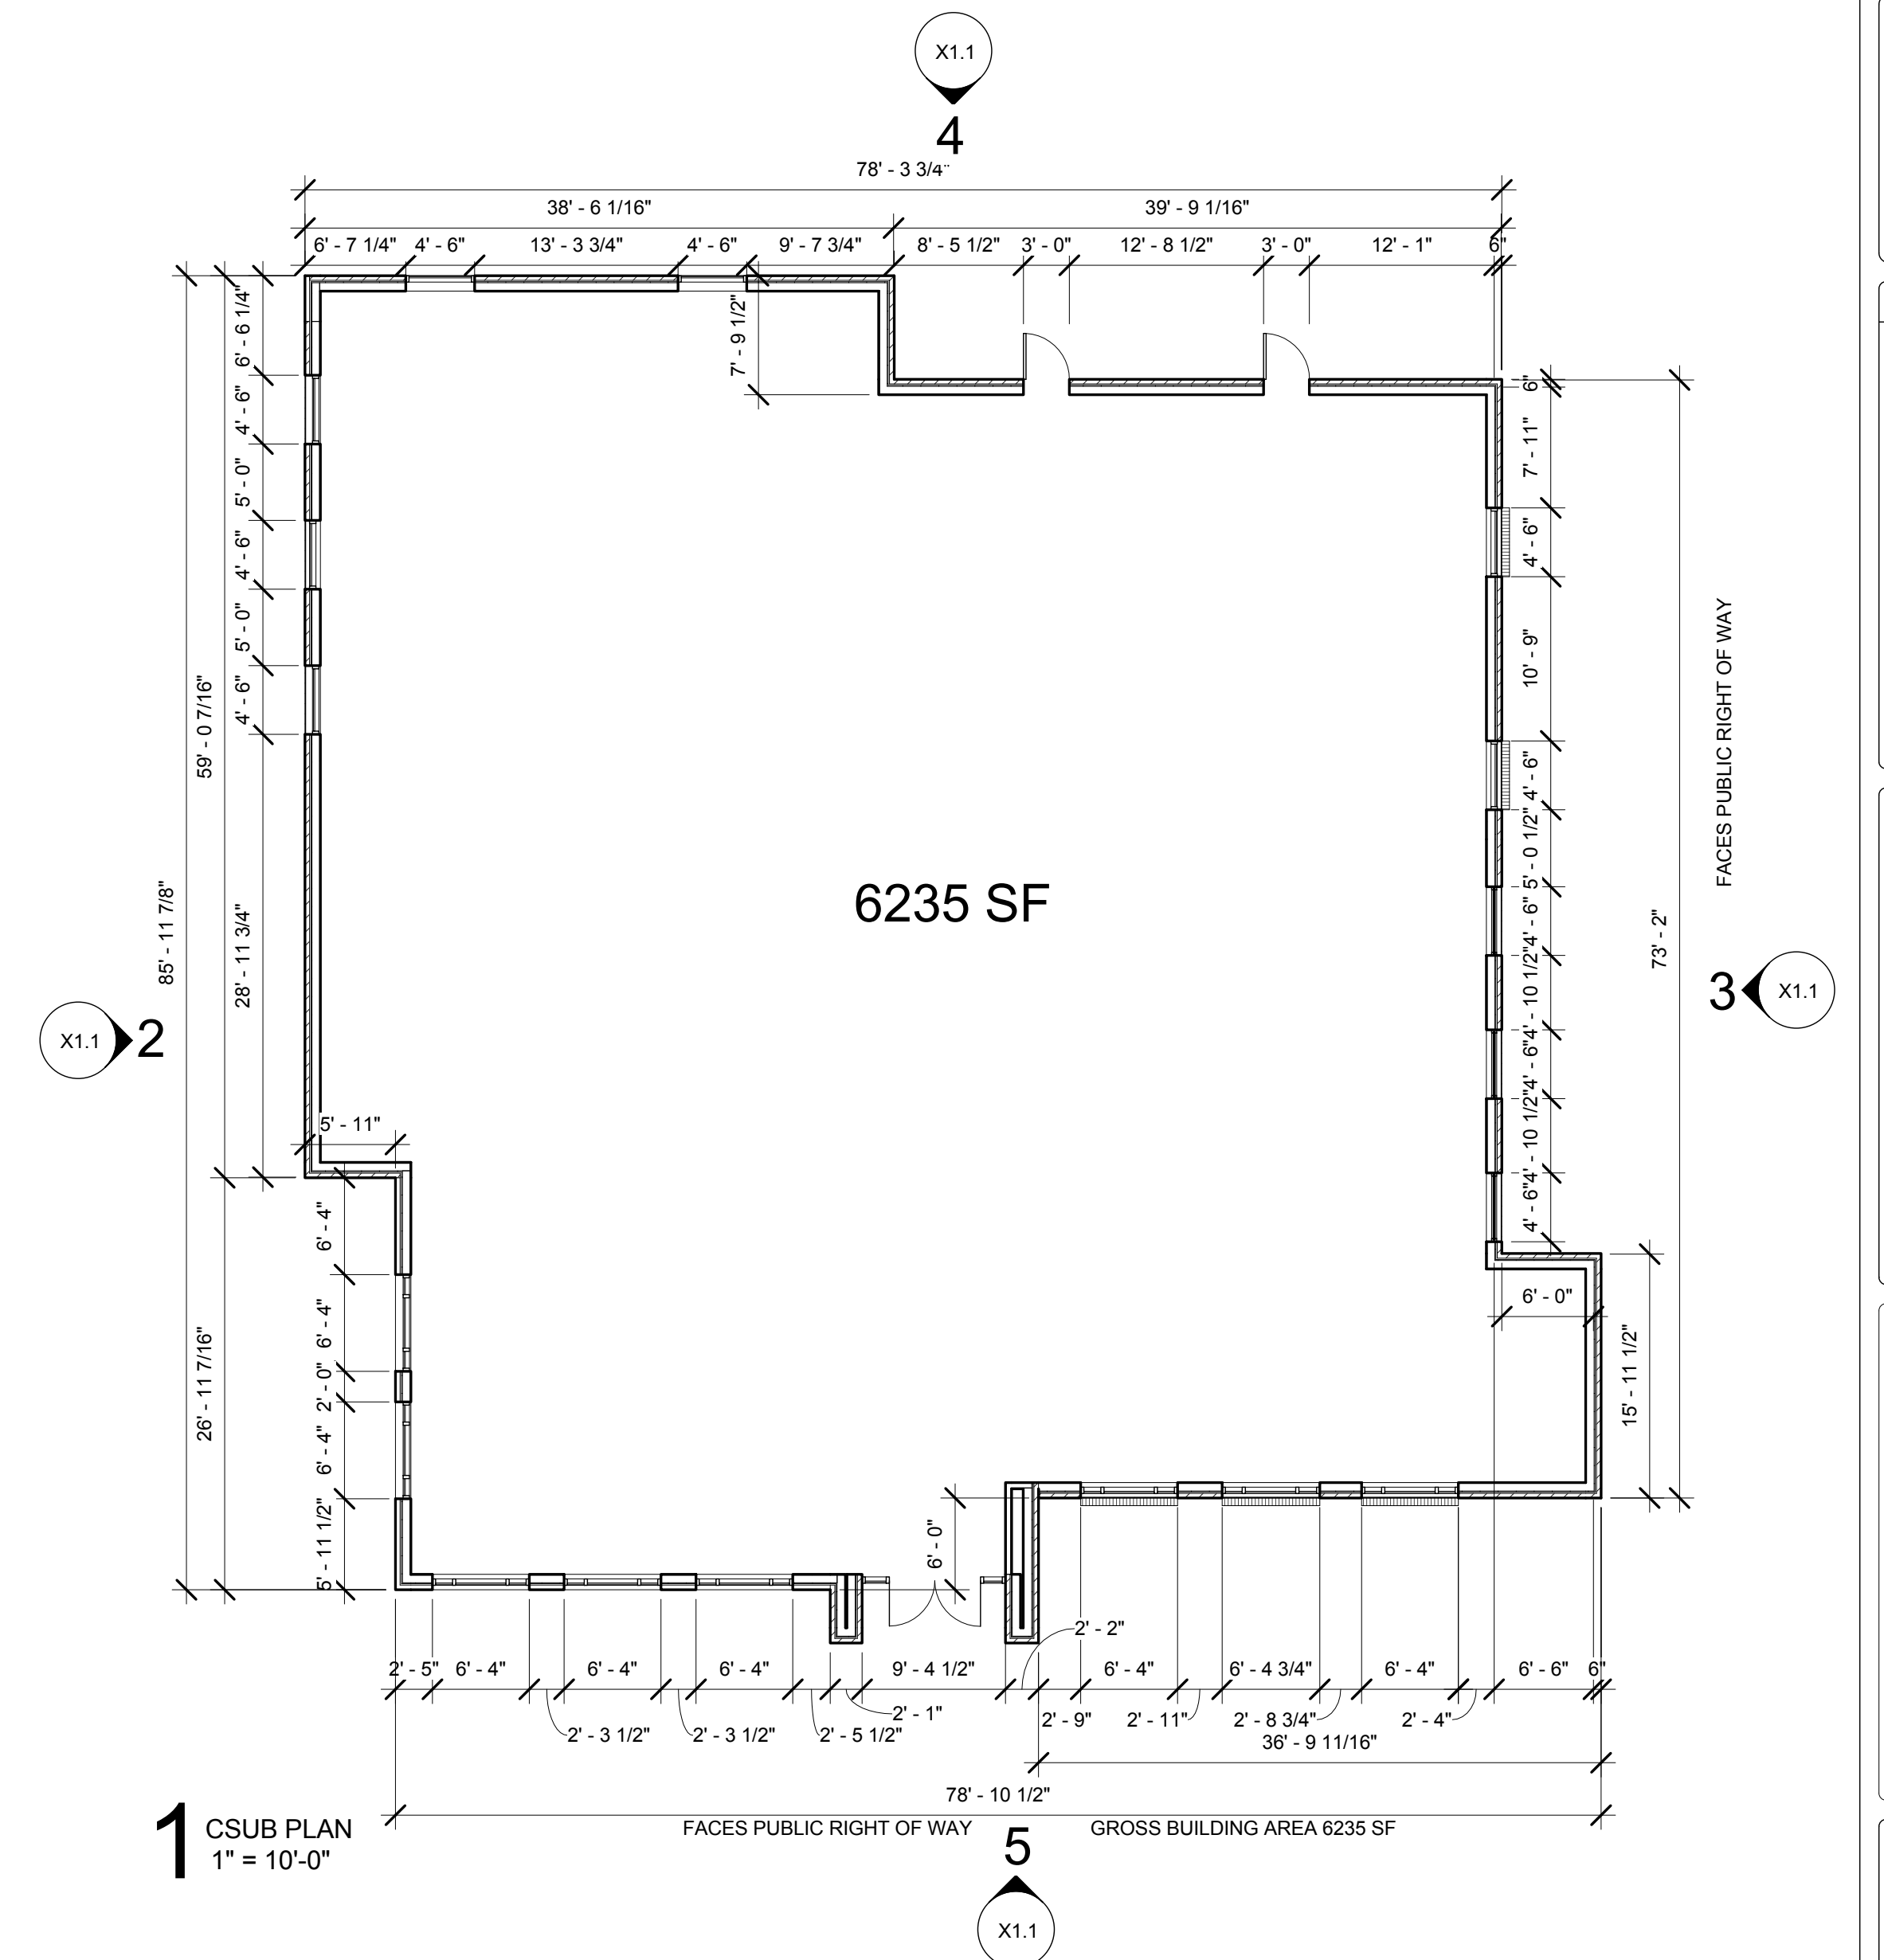 X1.1
4
78' - 3 3/4"
38' - 6 1/16"
39' - 9 1/16"
6' - 7 1/4"
4' - 6"
13' - 3 3/4"
4' - 6"
9' - 7 3/4"
8' - 5 1/2"
3' - 0"
12' - 8 1/2"
3' - 0"
12' - 1"
6"
7' - 9 1/2"
6' - 6 1/4"
4' - 6"
5' - 0"
4' - 6"
5' - 0"
4' - 6"
28' - 11 3/4"
59' - 0 7/16"
85' - 11 7/8"
26' - 11 7/16"
X1.1
2
5' - 11"
6' - 4"
6' - 4"
2' - 0"
6' - 4"
5' - 11 1/2"
6235 SF
6"
7' - 11"
4' - 6"
10' - 9"
4' - 6"
5' - 0 1/2"
4' - 6"
4' - 10 1/2"
4' - 6"
4' - 10 1/2"
4' - 6"
FACES PUBLIC RIGHT OF WAY
73' - 2"
3
X1.1
6' - 0"
15' - 11 1/2"
6' - 0"
2' - 2"
2' - 5"
6' - 4"
6' - 4"
6' - 4"
9' - 4 1/2"
6' - 4"
6' - 4 3/4"
6' - 4"
6' - 6"
6"
2' - 3 1/2"
2' - 3 1/2"
2' - 5 1/2"
2' - 1"
2' - 9"
2' - 11"
2' - 8 3/4"
2' - 4"
36' - 9 11/16"
78' - 10 1/2"
1
CSUB PLAN
1" = 10'-0"
FACES PUBLIC RIGHT OF WAY
GROSS BUILDING AREA 6235 SF
5
X1.1